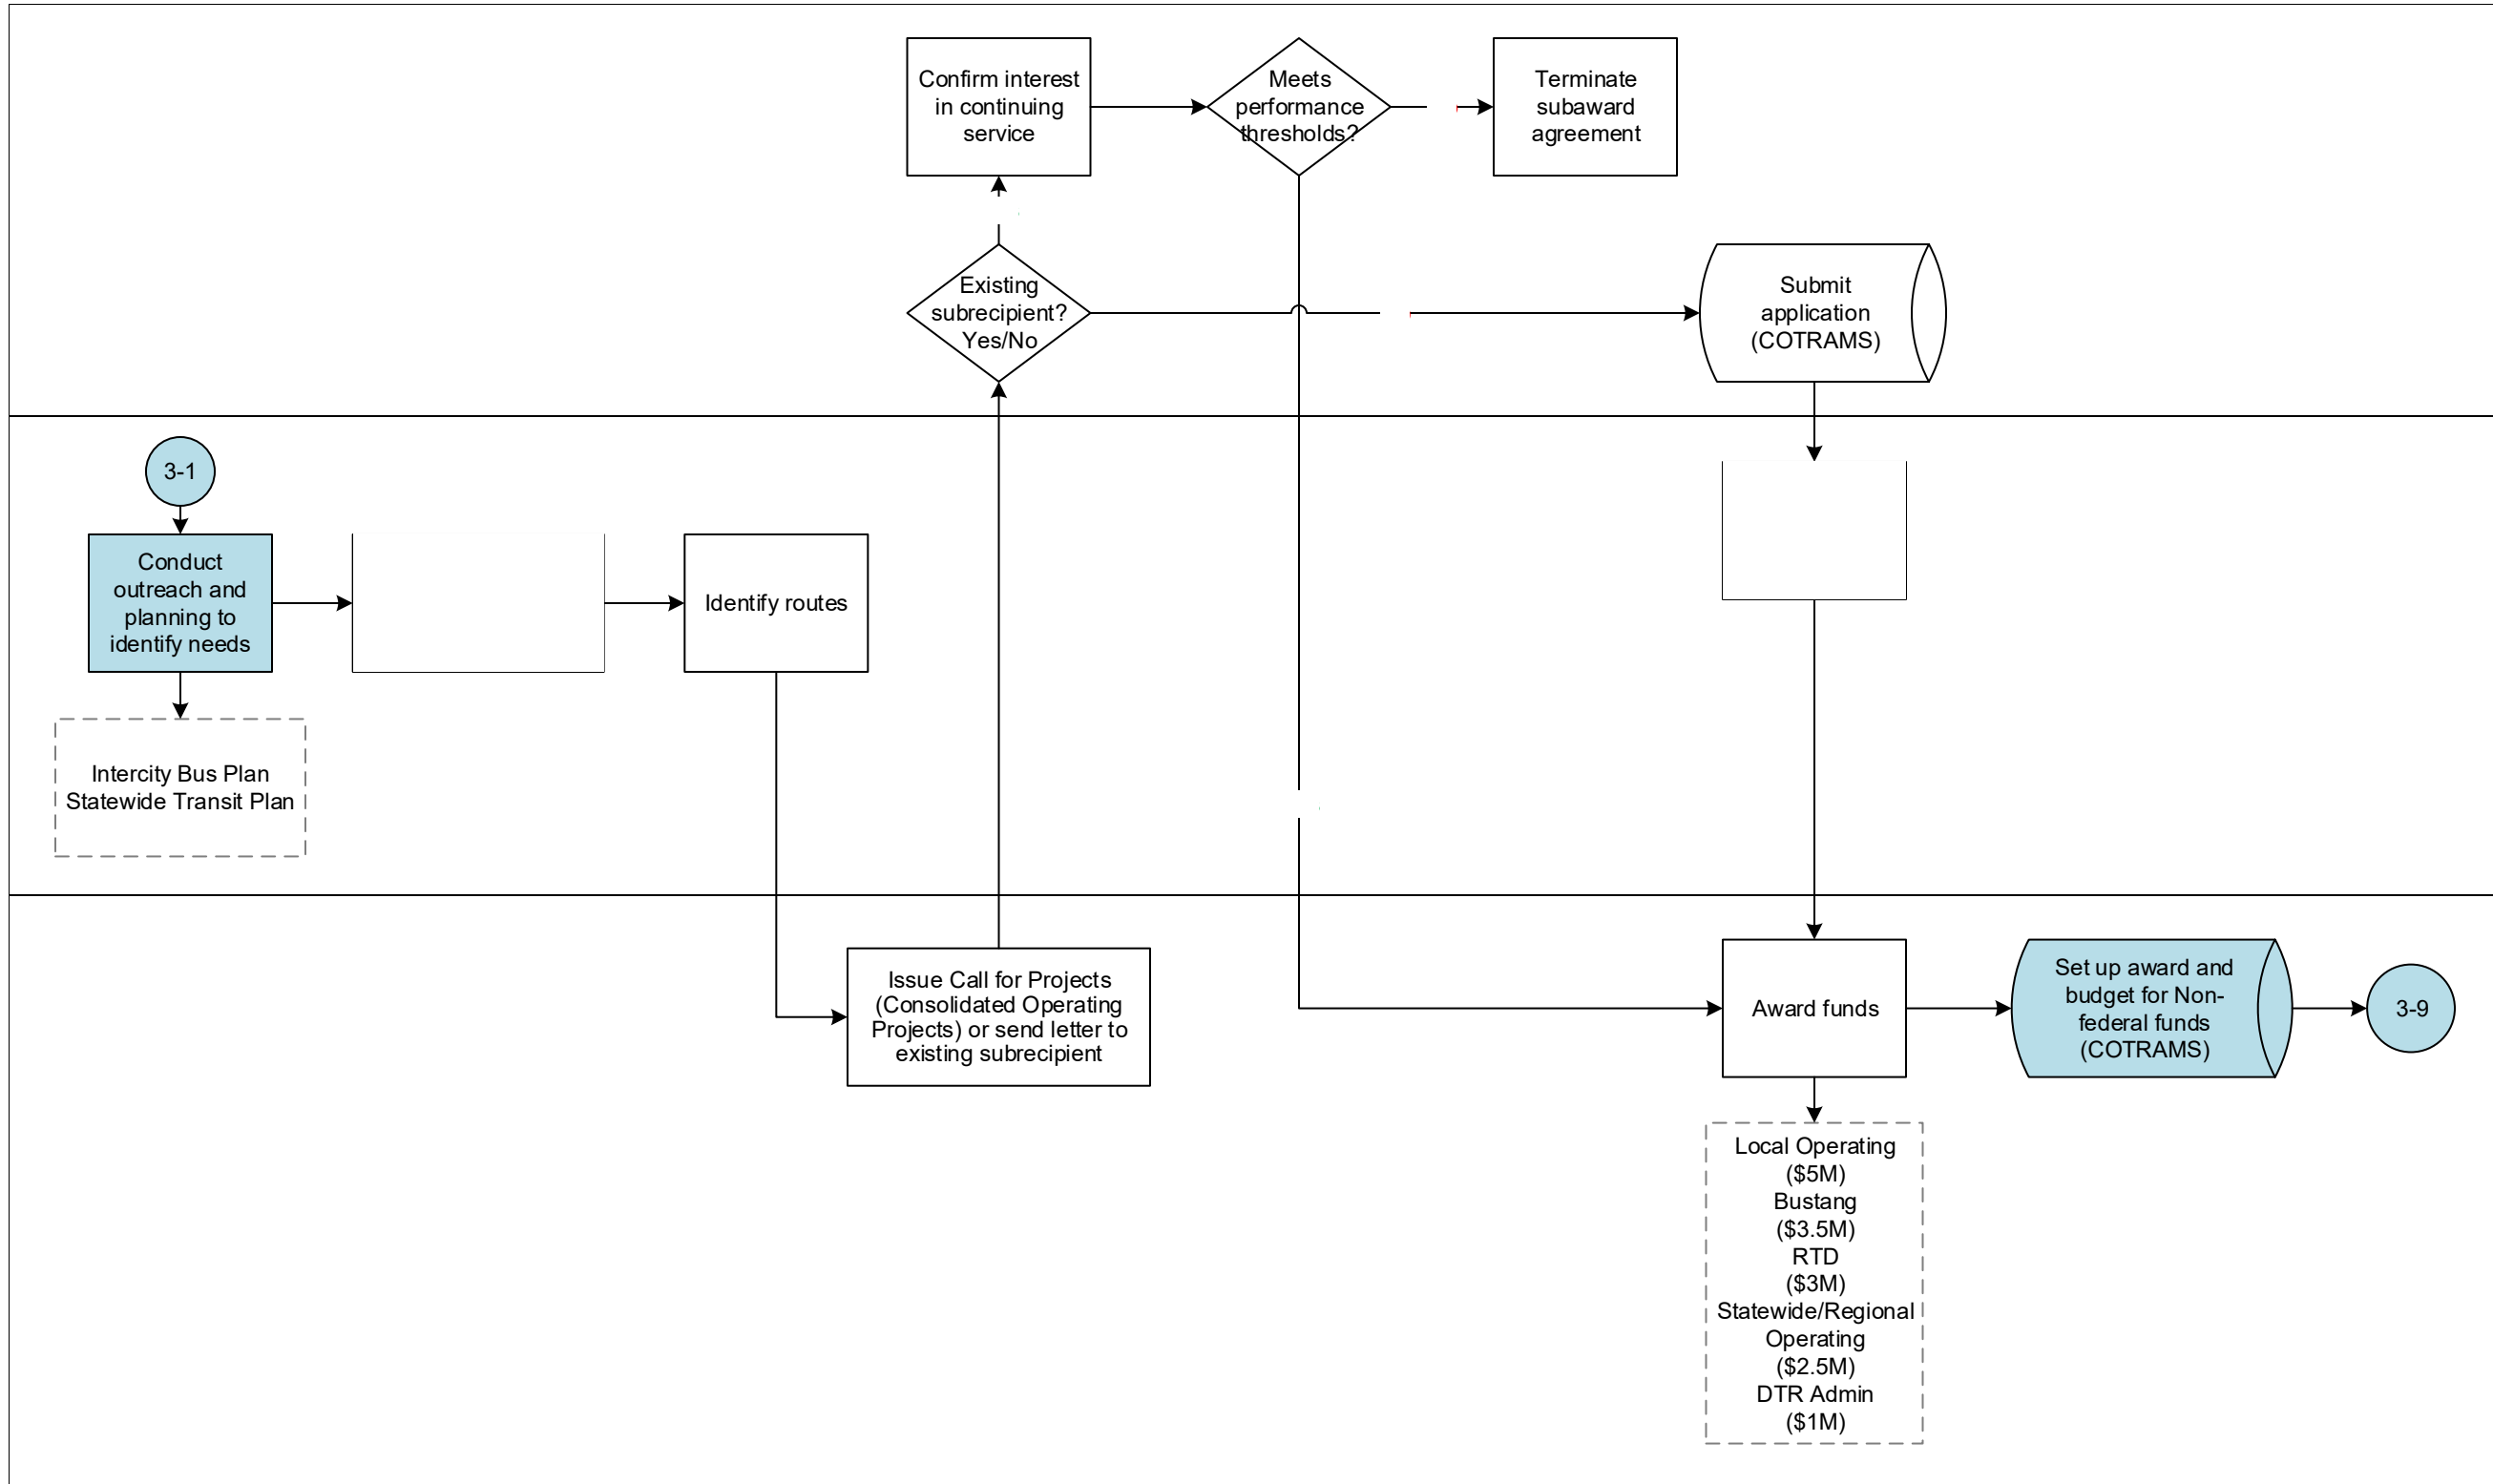 Confirm interest
in continuing
service
Meets
performance
thresholds?
Terminate
subaward
agreement
Existing
subrecipient?
Yes/No
Submit
application
(COTRAMS)
3-1
Conduct
outreach and
planning to
identify needs
Identify routes
Intercity Bus Plan
Statewide Transit Plan
Issue Call for Projects
(Consolidated Operating
Projects) or send letter to
existing subrecipient
Award funds
Set up award and
budget for Non-
federal funds
(COTRAMS)
3-9
Local Operating
($5M)
Bustang
($3.5M)
RTD
($3M)
Statewide/Regional
Operating
($2.5M)
DTR Admin
($1M)